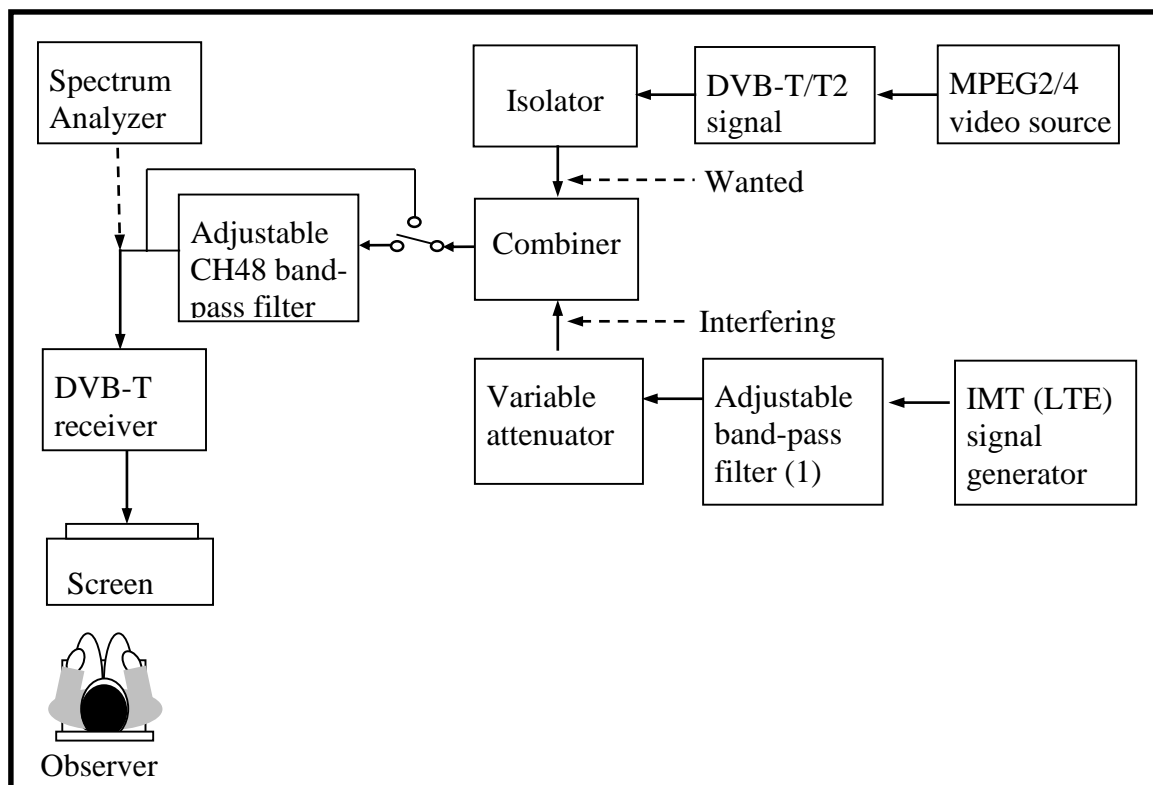 Spectrum
Analyzer
Isolator
DVB-T/T2
signal
MPEG2/4
video source
Wanted
Adjustable
CH48 band-
pass filter
Combiner
Interfering
DVB-T
receiver
Variable
attenuator
Adjustable
band-pass
filter (1)
IMT (LTE)
signal
generator
Screen
Observer